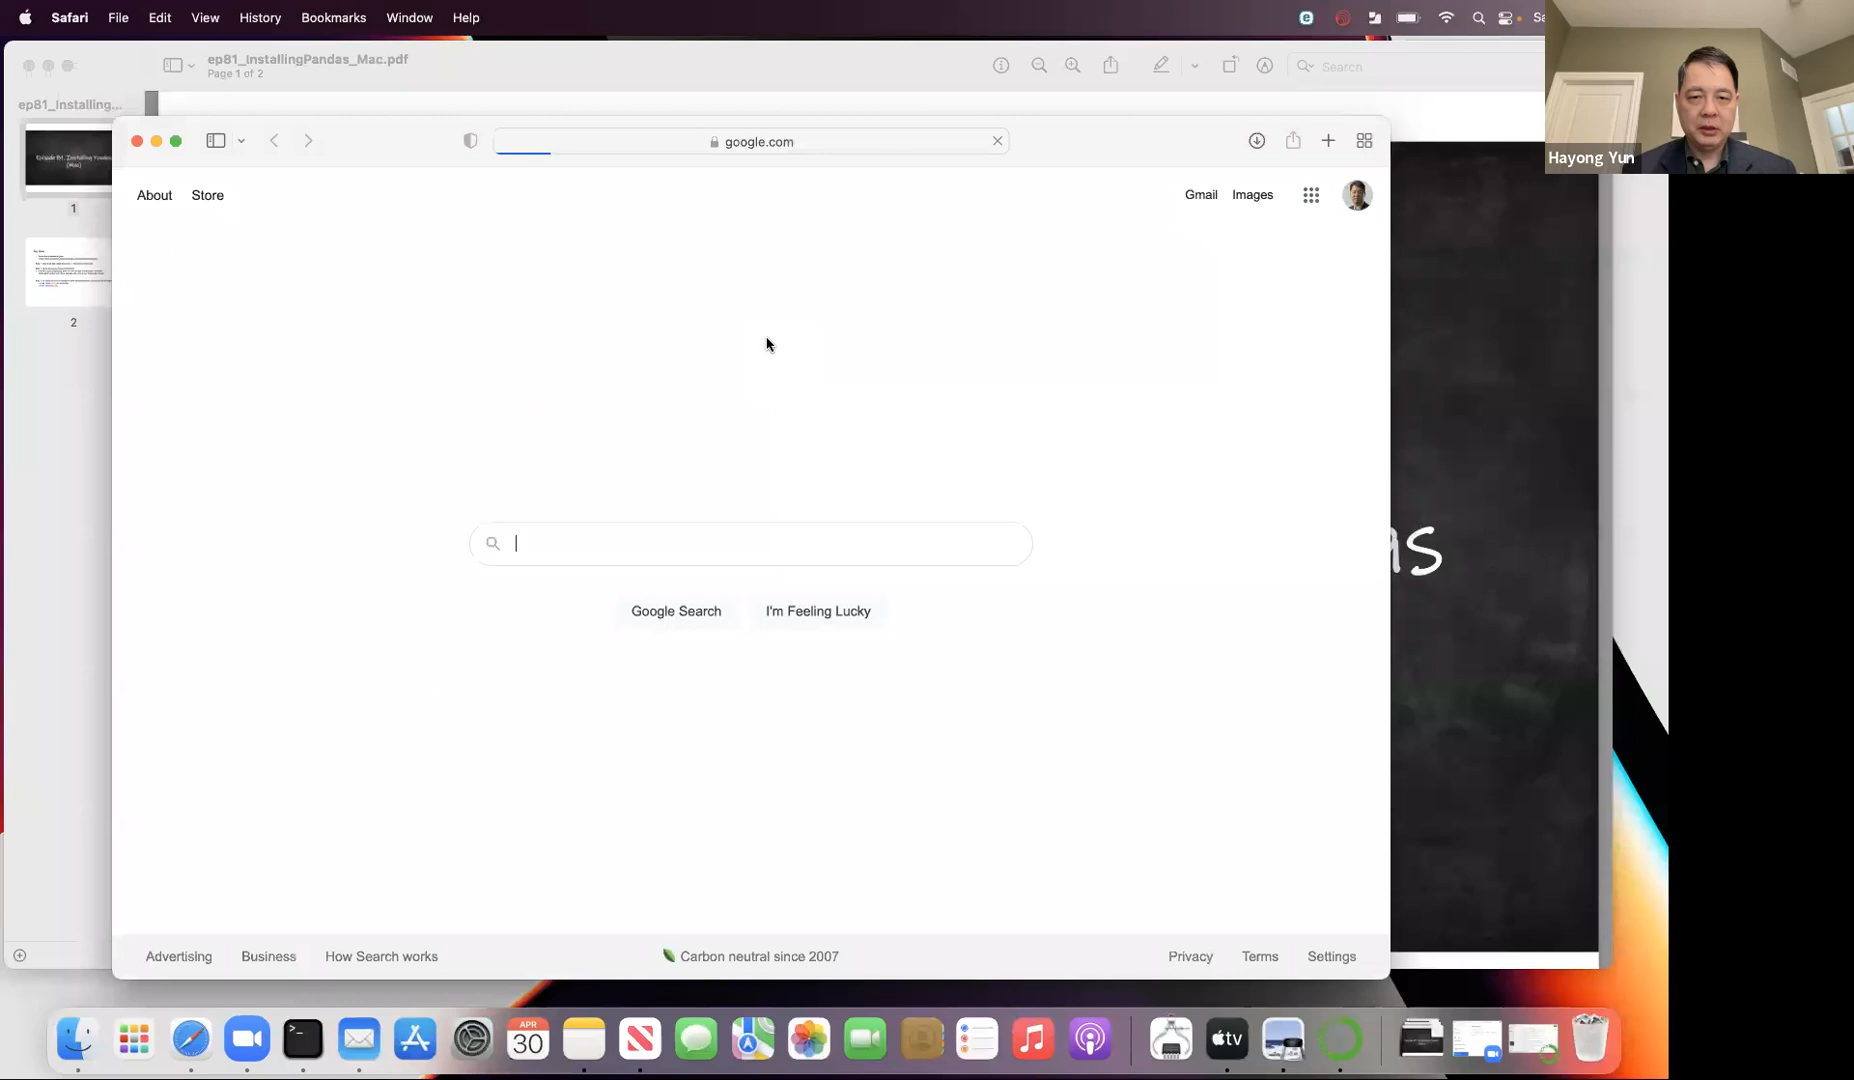 Safari File Edit View History Bookmarks Window Help
ep81_InstallingPandas_Mac.pdf
Page 1 of 2
Search
Hayong Yun
ep81_Installing...
google.com
About Store
Gmail Images
1
2
as
Google Search I'm Feeling Lucky
Advertising Business How Search works
Carbon neutral since 2007
Privacy Terms Settings
APR
30
tv